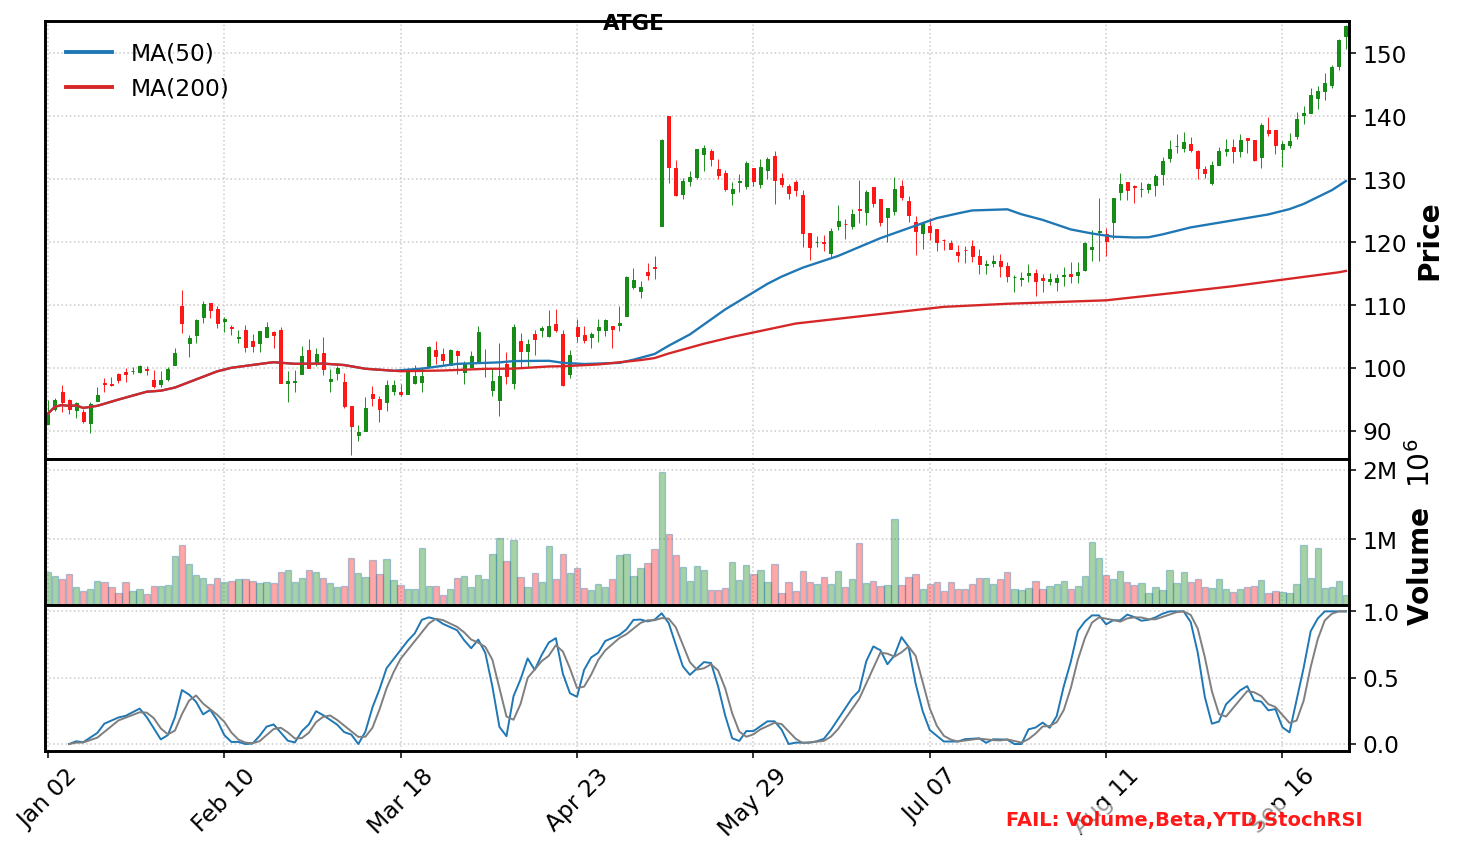 ATGE
MA(50)
MA(200)
150
140
130
120
110
100
90
Price
2M
1M
Volume 10^6
1.0
0.5
0.0
Jan 02
Feb 10
Mar 18
Apr 23
May 29
Jul 07
Aug 11
Sep 16
FAIL: Volume,Beta,YTD,StochRSI